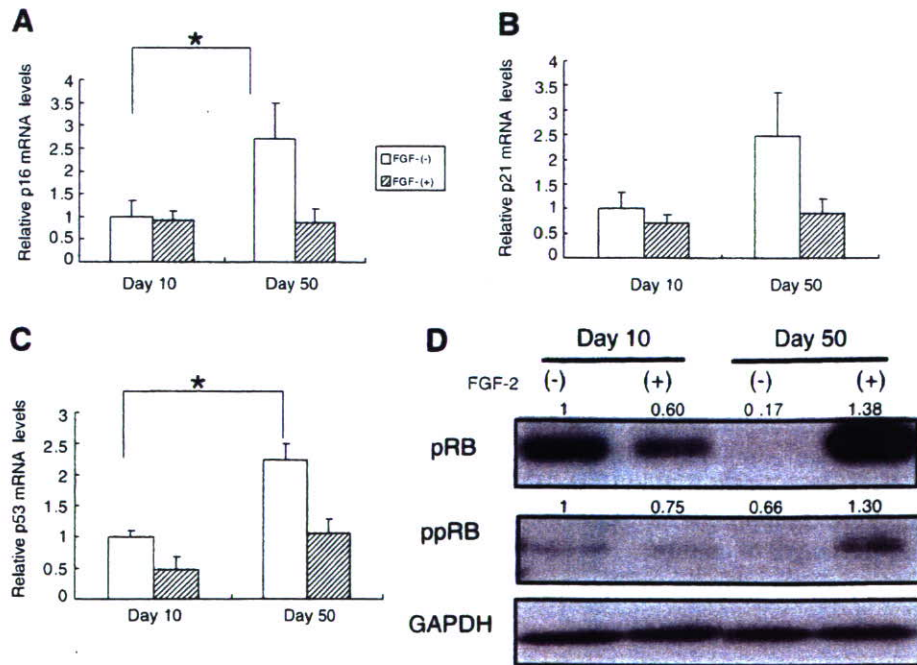 A
*
Relative p16 mRNA levels
4
3.5
3
2.5
2
1.5
1
0.5
0
Day 10
Day 50
FGF-(-)
FGF-(+)
B
Relative p21 mRNA levels
4
3.5
3
2.5
2
1.5
1
0.5
0
Day 10
Day 50
C
*
Relative p53 mRNA levels
3
2.5
2
1.5
1
0.5
0
Day 10
Day 50
D
Day 10 Day 50
FGF-2 (-) (+) (-) (+)
1 0.60 0.17 1.38
pRB
1 0.75 0.66 1.30
ppRB
GAPDH